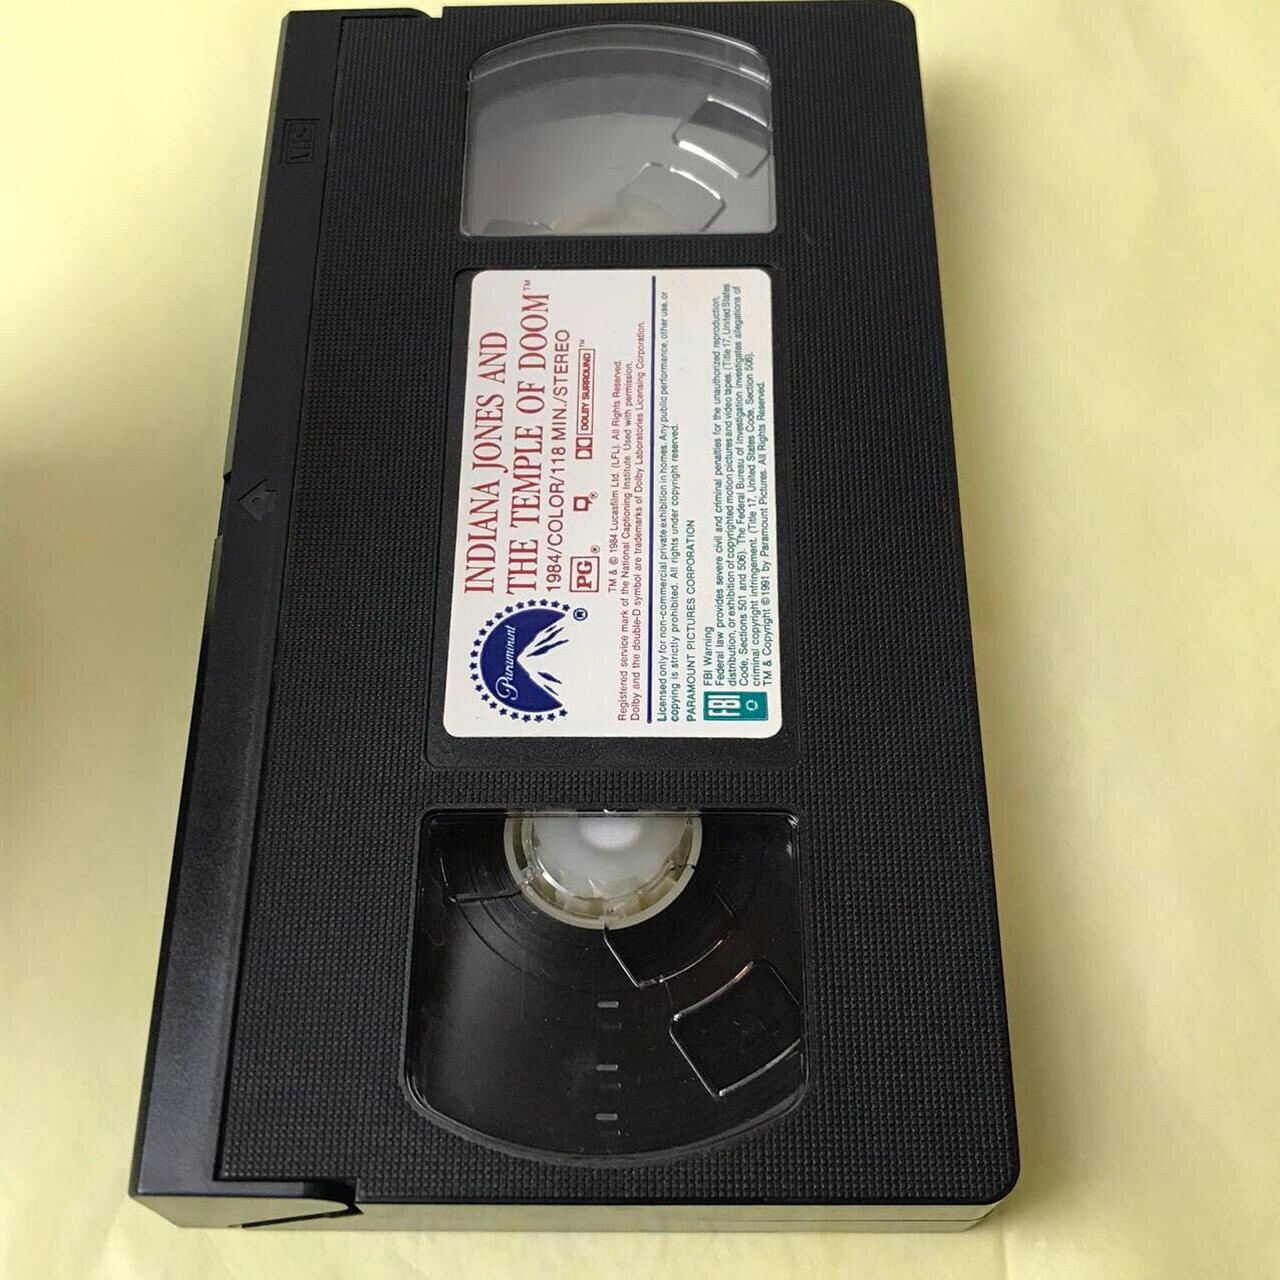 VHS
INDIANA JONES AND
THE TEMPLE OF DOOM™
1984/COLOR/118 MIN./STEREO
Paramount
®
PG ® ® DOLBY SURROUND™
TM & © 1984 Lucasfilm Ltd. (LFL). All Rights Reserved.
Registered service mark of the National Captioning Institute. Used with permission.
Dolby and the double-D symbol are trademarks of Dolby Laboratories Licensing Corporation.
Licensed only for non-commercial private exhibition in homes. Any public performance, other use, or
copying is strictly prohibited. All rights under copyright reserved.
PARAMOUNT PICTURES CORPORATION
FBI Warning
FBI
Federal law provides severe civil and criminal penalties for the unauthorized reproduction,
distribution, or exhibition of copyrighted motion pictures and video tapes. (Title 17, United States
Code, Sections 501 and 506). The Federal Bureau of Investigation investigates allegations of
criminal copyright infringement. (Title 17, United States Code, Section 506).
TM & Copyright © 1991 by Paramount Pictures. All Rights Reserved.